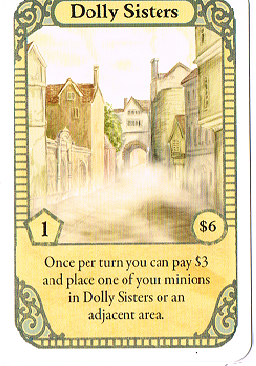 Dolly Sisters
1
$6
Once per turn you can pay $3
and place one of your minions
in Dolly Sisters or an
adjacent area.